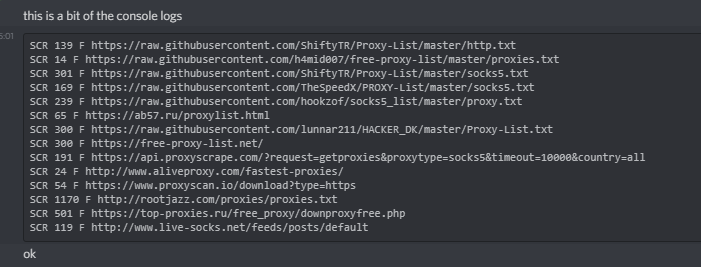 this is a bit of the console logs
5:01
SCR 139 F https://raw.githubusercontent.com/ShiftyTR/Proxy-List/master/http.txt
SCR 14 F https://raw.githubusercontent.com/h4mid007/free-proxy-list/master/proxies.txt
SCR 301 F https://raw.githubusercontent.com/ShiftyTR/Proxy-List/master/socks5.txt
SCR 169 F https://raw.githubusercontent.com/TheSpeedX/PROXY-List/master/socks5.txt
SCR 239 F https://raw.githubusercontent.com/hookzof/socks5_list/master/proxy.txt
SCR 65 F https://ab57.ru/proxylist.html
SCR 300 F https://raw.githubusercontent.com/lunnar211/HACKER_DK/master/Proxy-List.txt
SCR 300 F https://free-proxy-list.net/
SCR 191 F https://api.proxyscrape.com/?request=getproxies&proxytype=socks5&timeout=10000&country=all
SCR 24 F http://www.aliveproxy.com/fastest-proxies/
SCR 54 F https://www.proxyscan.io/download?type=https
SCR 1170 F http://rootjazz.com/proxies/proxies.txt
SCR 501 F https://top-proxies.ru/free_proxy/downproxyfree.php
SCR 119 F http://www.live-socks.net/feeds/posts/default
ok